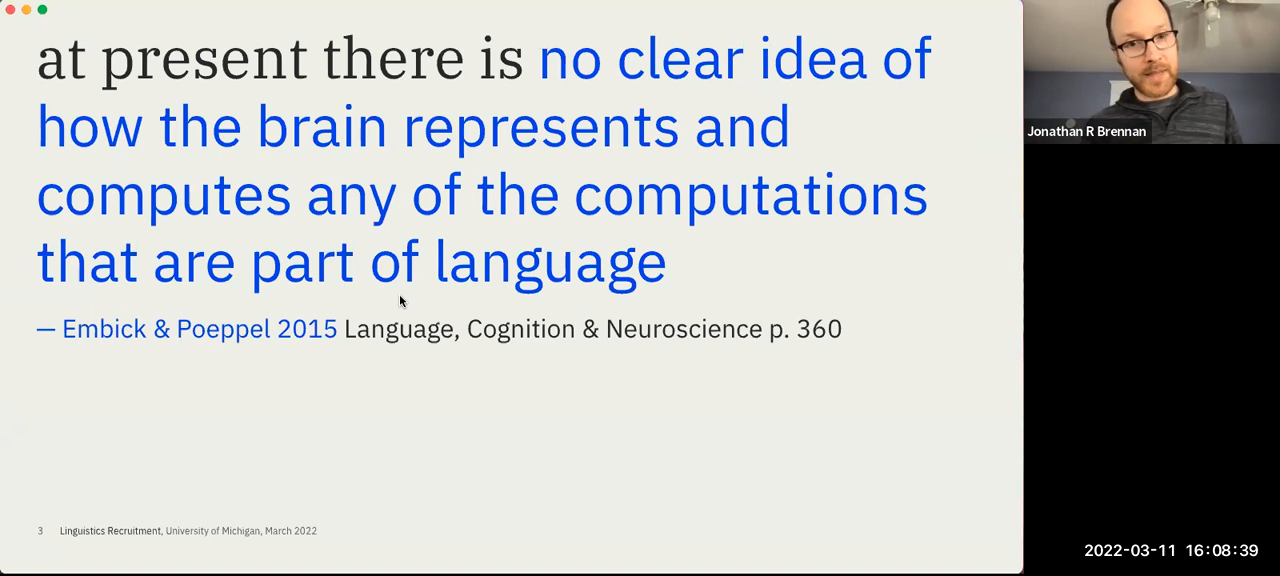 at present there is no clear idea of
how the brain represents and
computes any of the computations
that are part of language
— Embick & Poeppel 2015 Language, Cognition & Neuroscience p. 360
3 Linguistics Recruitment, University of Michigan, March 2022
Jonathan R Brennan
2022-03-11 16:08:39